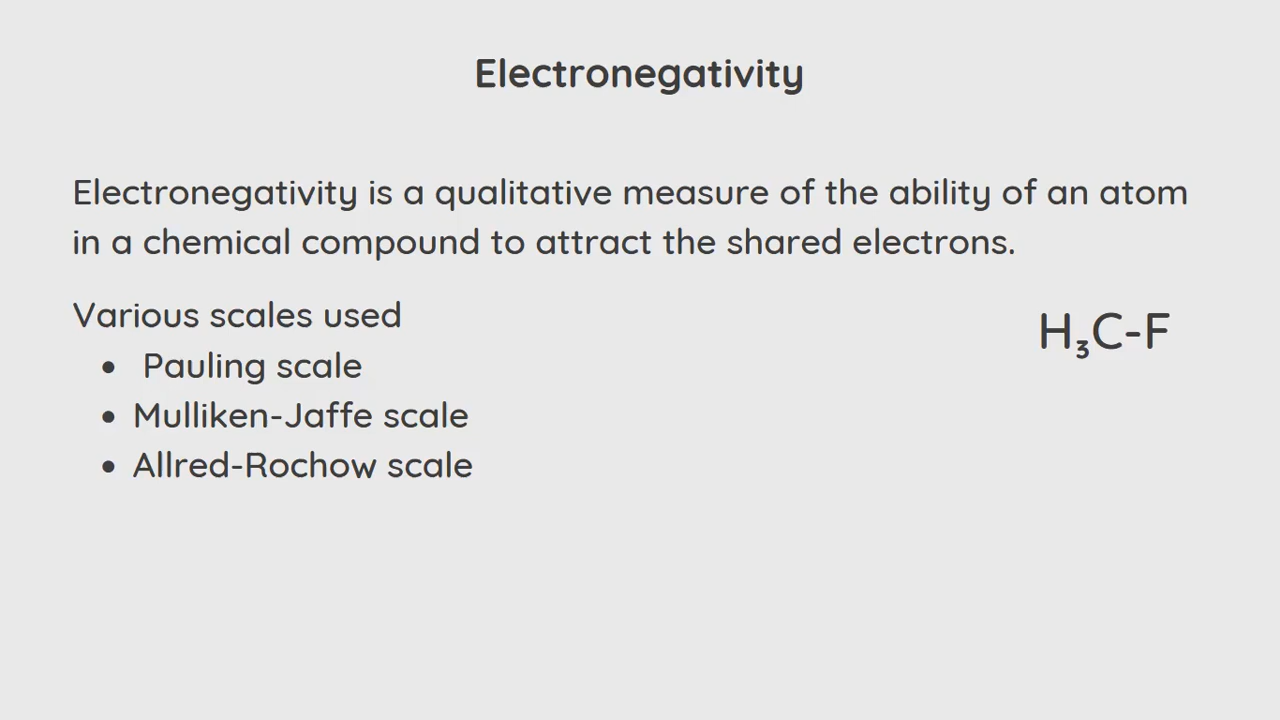 Electronegativity
Electronegativity is a qualitative measure of the ability of an atom
in a chemical compound to attract the shared electrons.
Various scales used
• Pauling scale
• Mulliken-Jaffe scale
• Allred-Rochow scale
H₃C-F